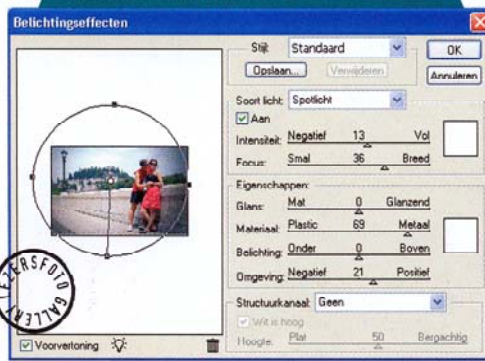 Belichtingseffecten
Stijl: Standaard
OK
Opslaan... Verwijderen
Annuleren
Soort licht: Spotlicht
Aan
Intensiteit: Negatief 13 Vol
Focus: Smal 36 Breed
Eigenschappen:
Glans: Mat 0 Glanzend
Materiaal: Plastic 69 Metaal
Belichting: Onder 0 Boven
Omgeving: Negatief 21 Positief
Structuurkanaal: Geen
Wit is hoog
Hoogte: Plat 50 Bergachtig
Voorvertoning
LEZERSFOTO
GALLERY